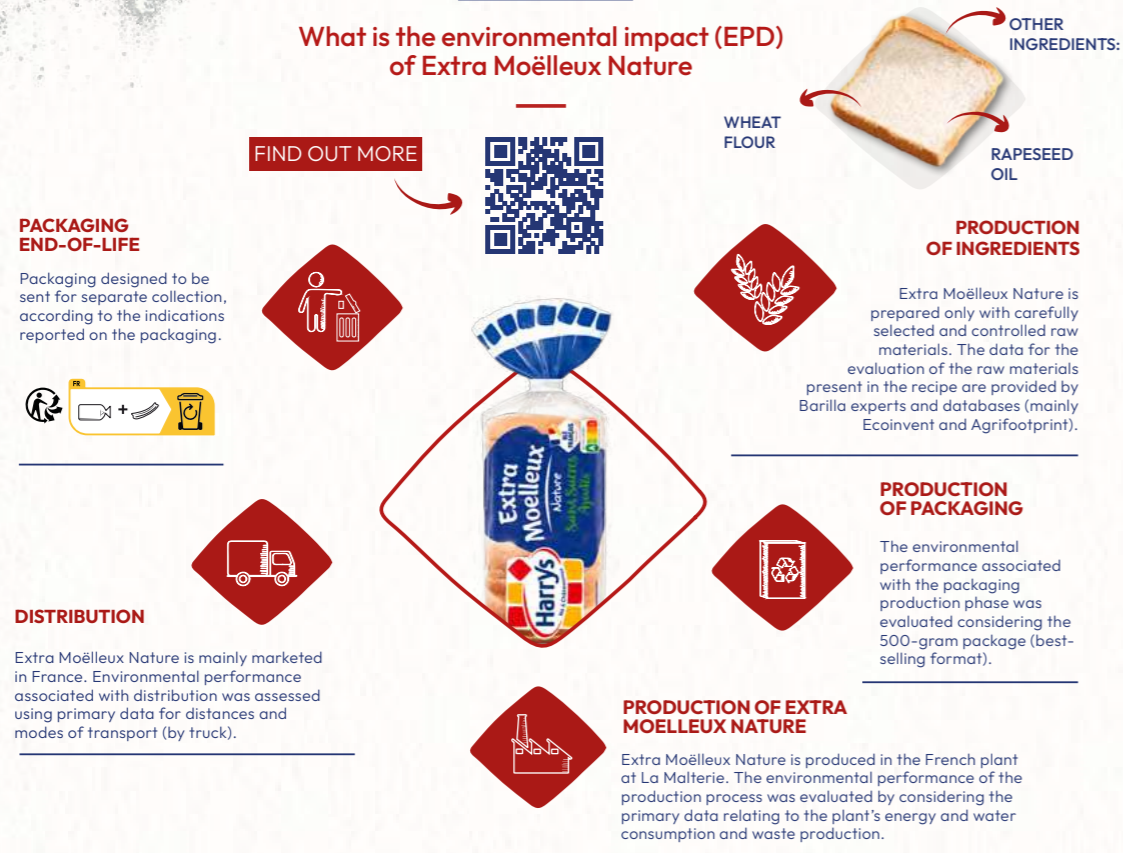 What is the environmental impact (EPD)
of Extra Moëlleux Nature
OTHER
INGREDIENTS:
WHEAT
FLOUR
RAPESEED
OIL
FIND OUT MORE
PACKAGING
END-OF-LIFE
Packaging designed to be
sent for separate collection,
according to the indications
reported on the packaging.
FR
+
PRODUCTION
OF INGREDIENTS
Extra Moëlleux Nature is
prepared only with carefully
selected and controlled raw
materials. The data for the
evaluation of the raw materials
present in the recipe are provided by
Barilla experts and databases (mainly
Ecoinvent and Agrifootprint).
Extra
Moelleux
Nature
Sans Sucres
Ajoutés
Harrys
PRODUCTION
OF PACKAGING
The environmental
performance associated
with the packaging
production phase was
evaluated considering the
500-gram package (best-
selling format).
DISTRIBUTION
Extra Moëlleux Nature is mainly marketed
in France. Environmental performance
associated with distribution was assessed
using primary data for distances and
modes of transport (by truck).
PRODUCTION OF EXTRA
MOELLEUX NATURE
Extra Moëlleux Nature is produced in the French plant
at La Malterie. The environmental performance of the
production process was evaluated by considering the
primary data relating to the plant's energy and water
consumption and waste production.